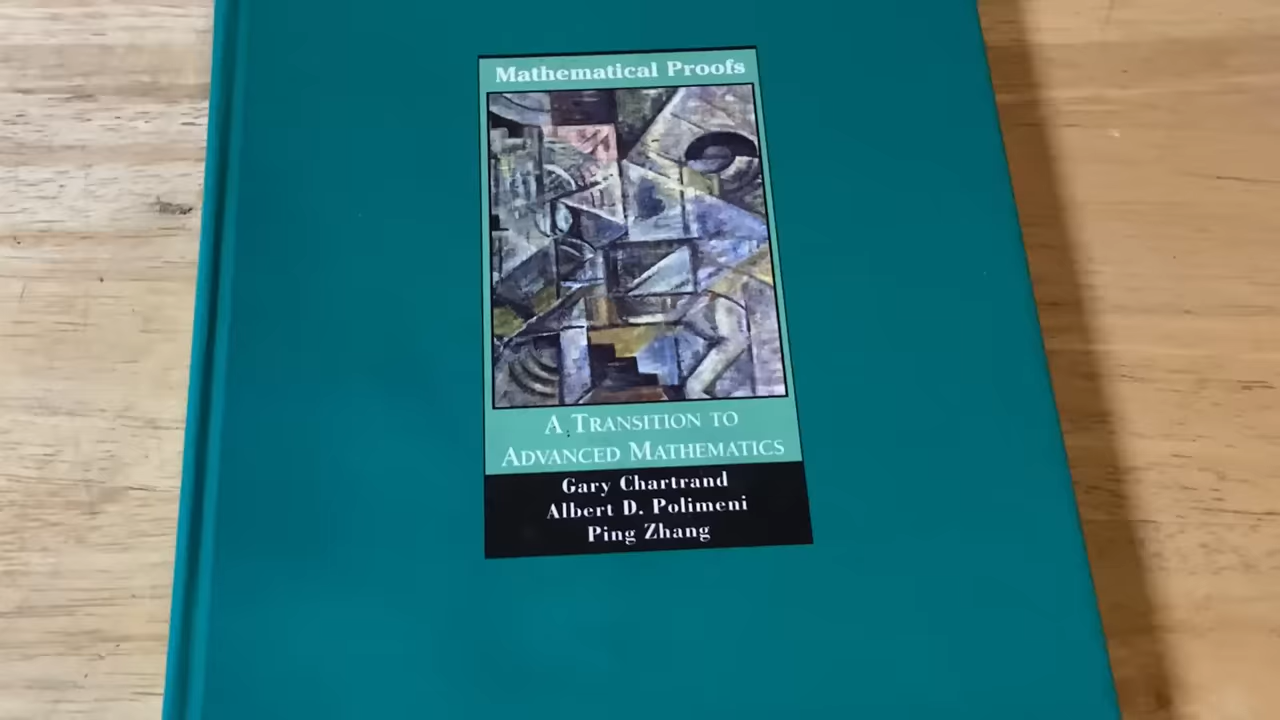 Mathematical Proofs
A TRANSITION TO
ADVANCED MATHEMATICS
Gary Chartrand
Albert D. Polimeni
Ping Zhang